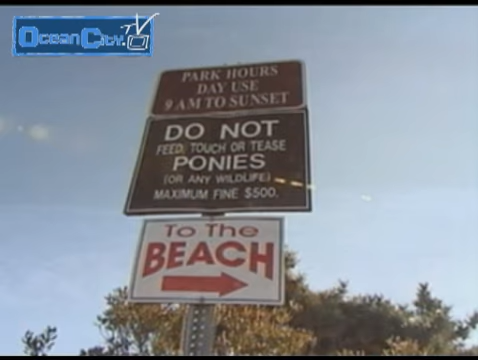 OceanCity.TV
PARK HOURS
DAY USE
9 AM TO SUNSET
DO NOT
FEED, TOUCH OR TEASE
PONIES
(OR ANY WILDLIFE)
MAXIMUM FINE $500.
To The
BEACH